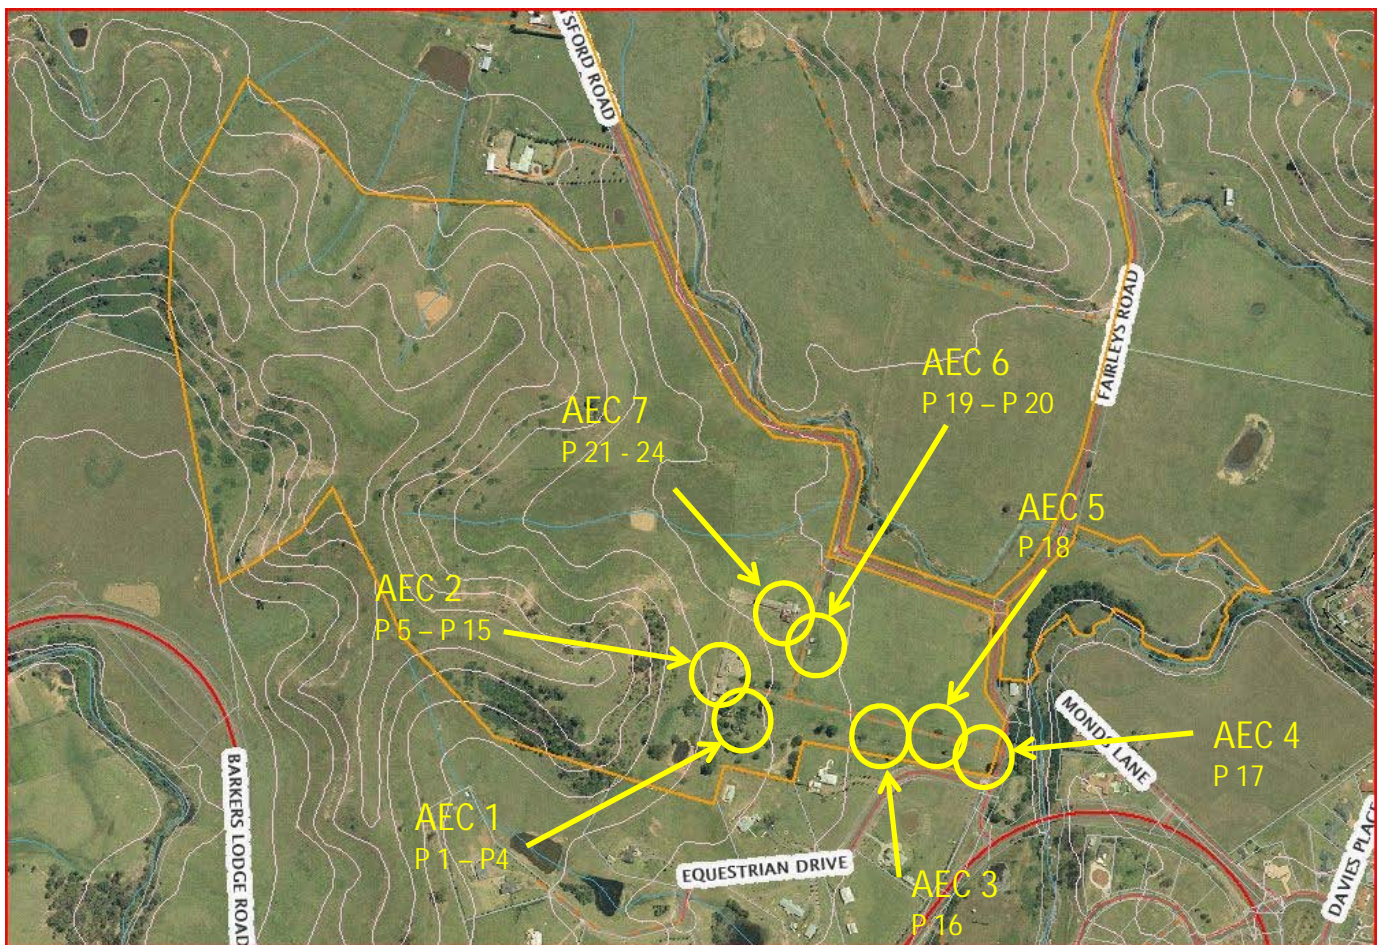 TSFORD ROAD
FAIRLEYS ROAD
AEC 6
P 19 – P 20
AEC 7
P 21 - 24
AEC 5
P 18
AEC 2
P 5 – P 15
MONDS LANE
AEC 4
P 17
BARKERS LODGE ROAD
AEC 1
P 1 – P4
EQUESTRIAN DRIVE
AEC 3
P 16
DAVIES PLACE